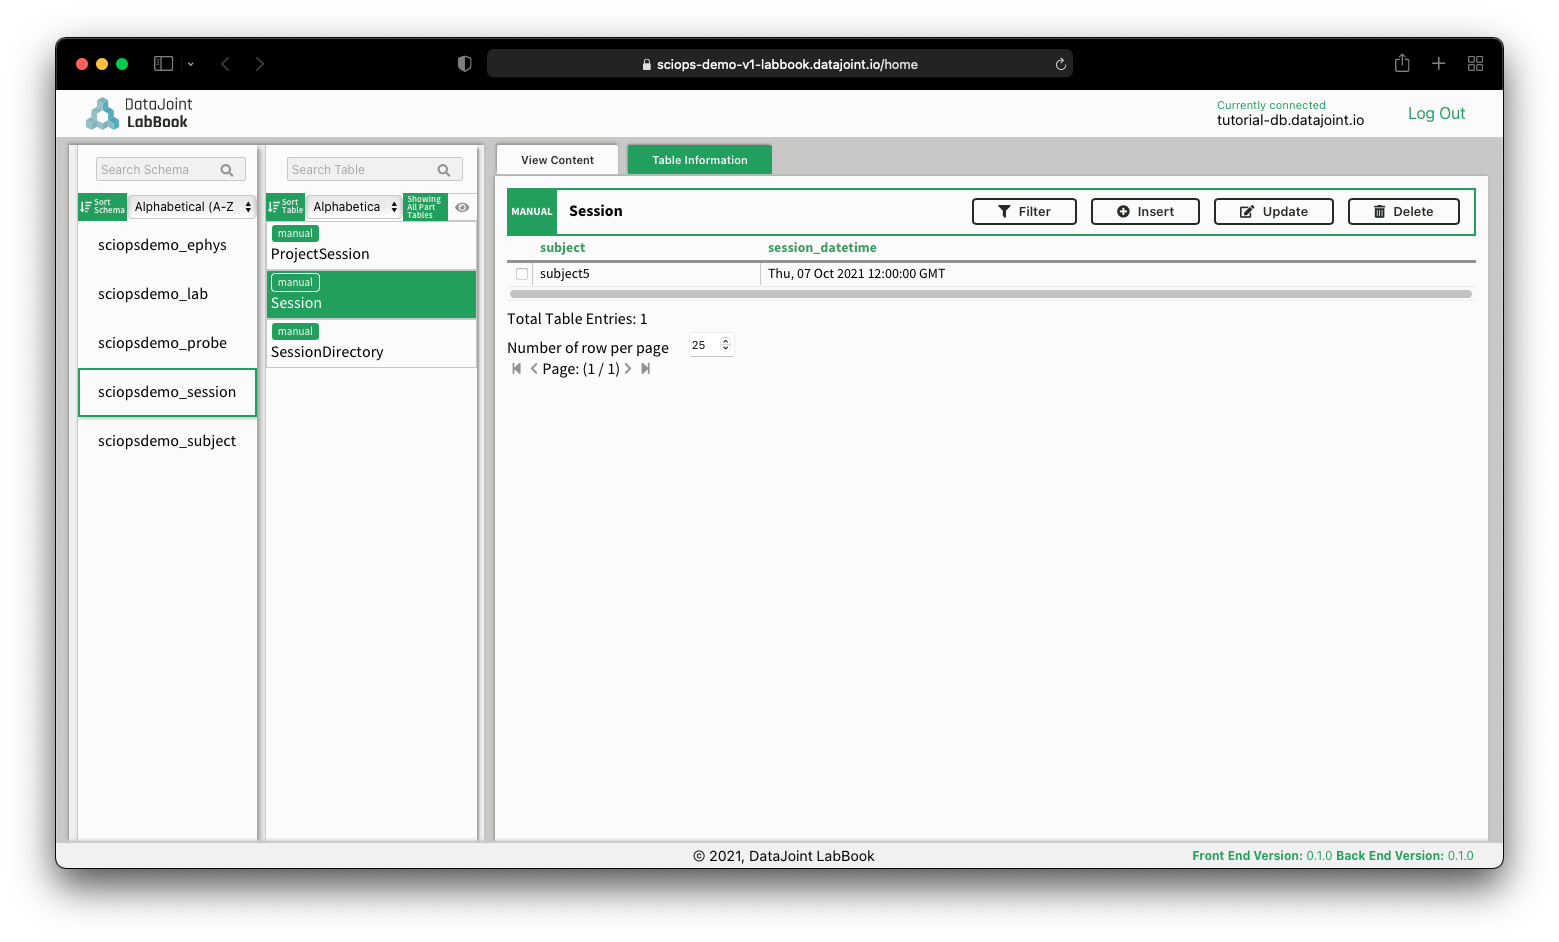 sciops-demo-v1-labbook.datajoint.io/home
DataJoint
LabBook
Currently connected
tutorial-db.datajoint.io
Log Out
Search Schema
Sort
Schema
Alphabetical (A-Z
sciopsdemo_ephys
sciopsdemo_lab
sciopsdemo_probe
sciopsdemo_session
sciopsdemo_subject
Search Table
Sort
Table
Alphabetica
Showing
All Part
Tables
manual
ProjectSession
manual
Session
manual
SessionDirectory
View Content
Table Information
MANUAL
Session
Filter
Insert
Update
Delete
subject session_datetime
subject5 Thu, 07 Oct 2021 12:00:00 GMT
Total Table Entries: 1
Number of row per page 25
Page: (1 / 1)
© 2021, DataJoint LabBook
Front End Version: 0.1.0 Back End Version: 0.1.0